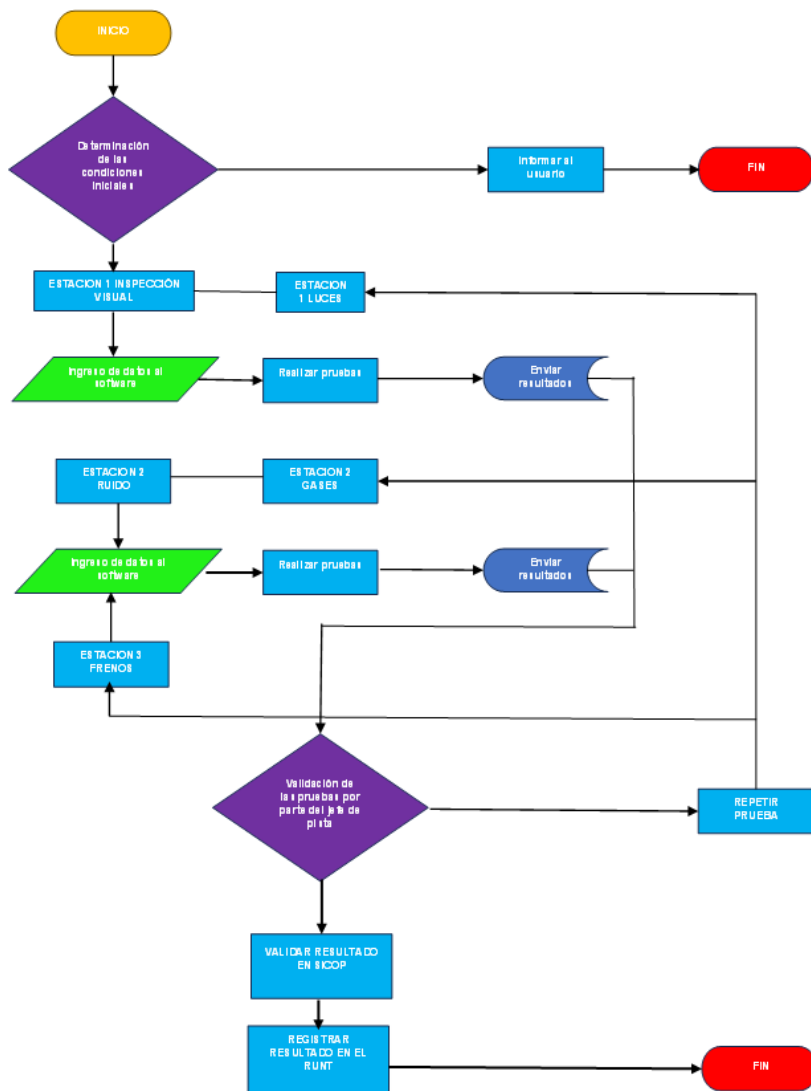 INICIO
Determinación
de las
condiciones
iniciales
Informar al
usuario
FIN
ESTACION 1 INSPECCIÓN
VISUAL
ESTACION
1 LUCES
Ingreso de datos al
software
Realizar pruebas
Enviar
resultados
ESTACION 2
RUIDO
ESTACION 2
GASES
Ingreso de datos al
software
Realizar pruebas
Enviar
resultados
ESTACION 3
FRENOS
Validación de
las pruebas por
parte del jefe de
pista
REPETIR
PRUEBA
VALIDAR RESULTADO
EN SICOP
REGISTRAR
RESULTADO EN EL
RUNT
FIN